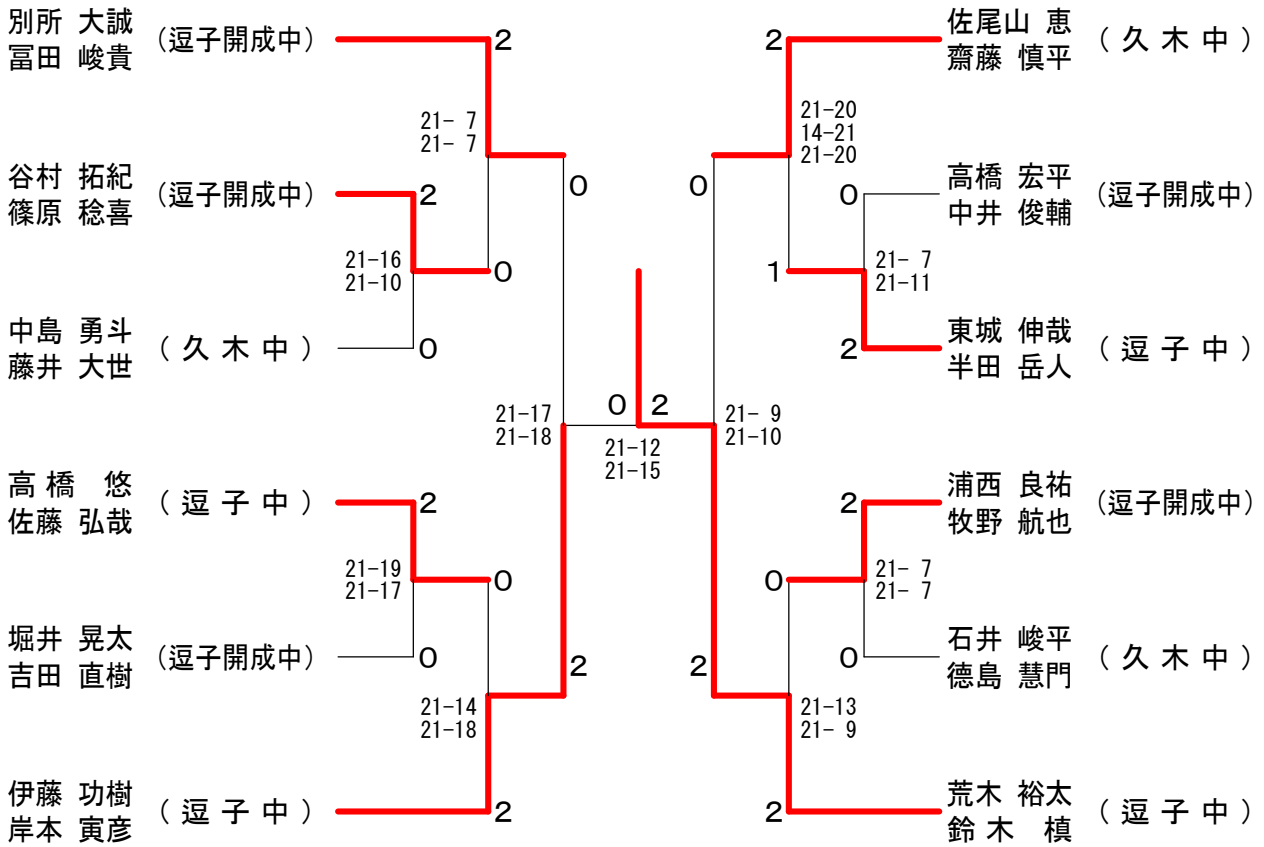 別所 大誠
冨田 峻貴
(逗子開成中)
2
21- 7
21- 7
谷村 拓紀
篠原 稔喜
(逗子開成中)
2
21-16
21-10
0
0
中島 勇斗
藤井 大世
( 久 木 中 )
0
21-17
21-18
高 橋 悠
佐藤 弘哉
( 逗 子 中 )
2
21-19
21-17
0
堀井 晃太
吉田 直樹
(逗子開成中)
0
2
21-14
21-18
伊藤 功樹
岸本 寅彦
( 逗 子 中 )
2
0 2
21-12
21-15
2
佐尾山 恵
齋藤 慎平
( 久 木 中 )
21-20
14-21
21-20
0
0
高橋 宏平
中井 俊輔
(逗子開成中)
1
21- 7
21-11
2
東城 伸哉
半田 岳人
( 逗 子 中 )
21- 9
21-10
2
浦西 良祐
牧野 航也
(逗子開成中)
0
21- 7
21- 7
2
0
石井 峻平
德島 慧門
( 久 木 中 )
21-13
21- 9
2
荒木 裕太
鈴 木 槙
( 逗 子 中 )